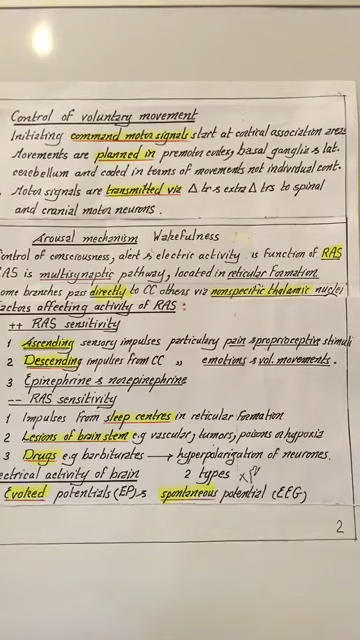 Control of voluntary movement
Initiating command motor signals start at cortical association areas
Movements are planned in premotor cortex, basal ganglia & lat.
cerebellum and coded in terms of movements not individual cont-
Motor signals are transmitted via Δ tr & extra Δ trs to spinal
and cranial motor neurons.
Arousal mechanism Wakefulness
ontrol of consciousness, alert & electric activity is function of RAS
RAS is multisynaptic pathway, located in reticular formation
ome branches pass directly to CC others via nonspecific thalamic nuclei
actors affecting activity of RAS:
++ RAS sensitivity
1 Ascending sensory impulses particulary pain & proproceptive stimuli
2 Descending impulses from CC " emotions & vol. movements.
3 Epinephrine & norepinephrine
-- RAS sensitivity
1 Impulses from sleep centres in reticular formation
2 Lesions of brain stem e.g vascular, tumors, poisons or hypoxia
3 Drugs e.g barbiturates → hyperpolarization of neurones.
ectrical activity of brain 2 types
Evoked potentials (EP) & spontaneous potential (EEG)
2